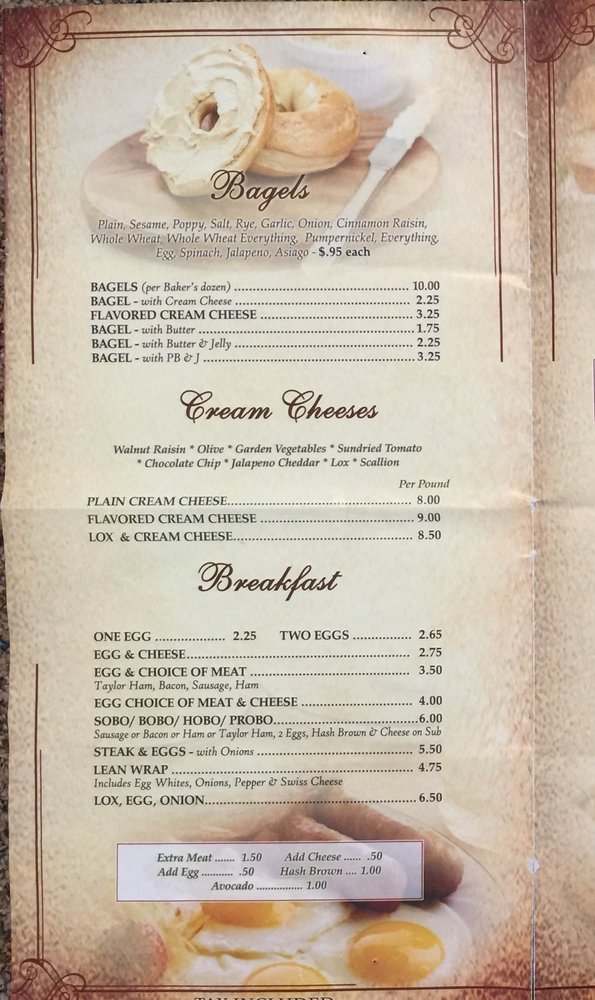 Bagels
Plain, Sesame, Poppy, Salt, Rye, Garlic, Onion, Cinnamon Raisin,
Whole Wheat, Whole Wheat Everything, Pumpernickel, Everything,
Egg, Spinach, Jalapeno, Asiago - $.95 each
BAGELS (per Baker's dozen) ........ 10.00
BAGEL - with Cream Cheese ........ 2.25
FLAVORED CREAM CHEESE ........ 3.25
BAGEL - with Butter ........ 1.75
BAGEL - with Butter & Jelly ........ 2.25
BAGEL - with PB & J ........ 3.25
Cream Cheeses
Walnut Raisin * Olive * Garden Vegetables * Sundried Tomato
* Chocolate Chip * Jalapeno Cheddar * Lox * Scallion
Per Pound
PLAIN CREAM CHEESE........ 8.00
FLAVORED CREAM CHEESE ........ 9.00
LOX & CREAM CHEESE........ 8.50
Breakfast
ONE EGG ........ 2.25 TWO EGGS ........ 2.65
EGG & CHEESE........ 2.75
EGG & CHOICE OF MEAT ........ 3.50
Taylor Ham, Bacon, Sausage, Ham
EGG CHOICE OF MEAT & CHEESE ........ 4.00
SOBO/ BOBO/ HOBO/ PROBO........6.00
Sausage or Bacon or Ham or Taylor Ham, 2 Eggs, Hash Brown & Cheese on Sub
STEAK & EGGS - with Onions ........ 5.50
LEAN WRAP ........ 4.75
Includes Egg Whites, Onions, Pepper & Swiss Cheese
LOX, EGG, ONION........ 6.50
Extra Meat ....... 1.50 Add Cheese ...... .50
Add Egg ........... .50 Hash Brown .... 1.00
Avocado ................ 1.00
TAX INCLUDED